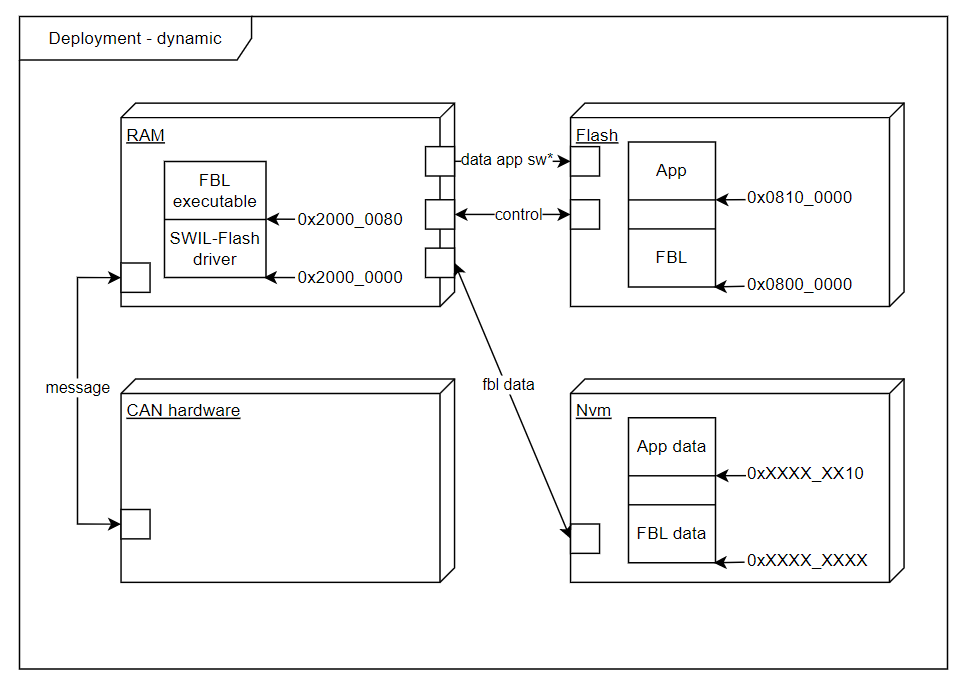 Deployment - dynamic
RAM
FBL
executable
0x2000_0080
SWIL-Flash
driver
0x2000_0000
data app sw*
control
Flash
App
0x0810_0000
FBL
0x0800_0000
message
fbl data
CAN hardware
Nvm
App data
0xXXXX_XX10
FBL data
0xXXXX_XXXX